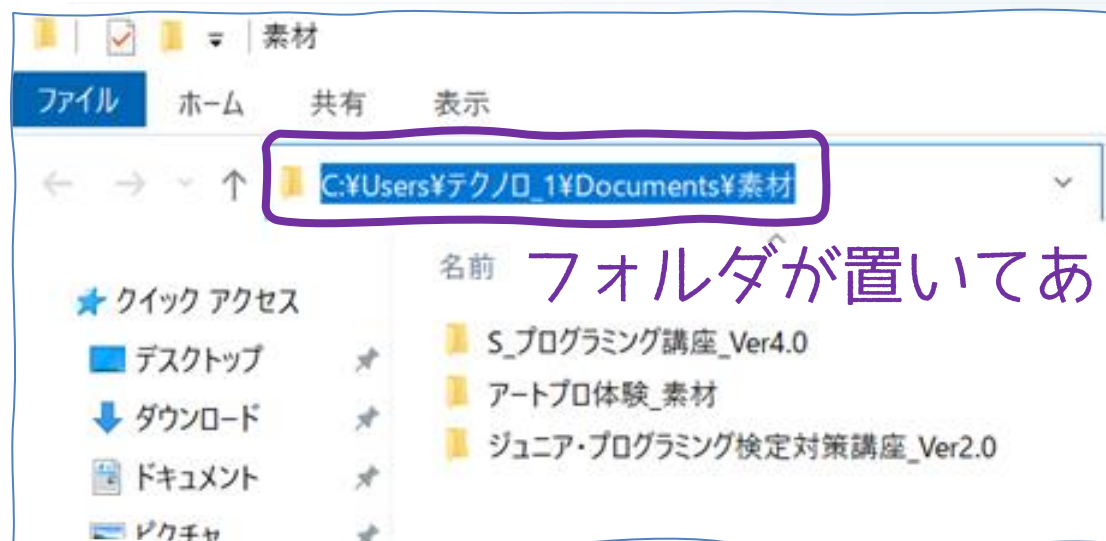 素材
ファイル ホーム 共有 表示
C:¥Users¥テクノロ_1¥Documents¥素材
フォルダが置いてあ
名前
クイック アクセス
S_プログラミング講座_Ver4.0
デスクトップ
アートプロ体験_素材
ダウンロード
ジュニア・プログラミング検定対策講座_Ver2.0
ドキュメント
ピクチャ